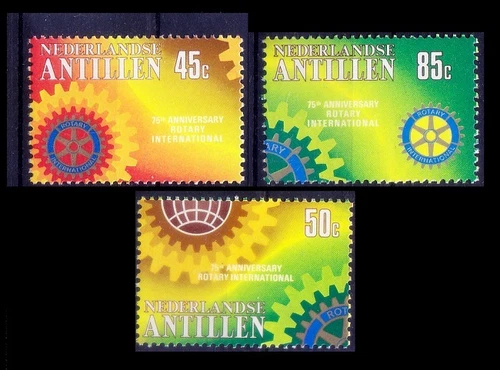 NEDERLANDSE
ANTILLEN 45c
75th ANNIVERSARY
ROTARY
INTERNATIONAL
ROTARY
INTERNATIONAL
NEDERLANDSE
ANTILLEN 85c
75th ANNIVERSARY
ROTARY
INTERNATIONAL
ROTARY
INTERNATIONAL
50c
75th ANNIVERSARY
ROTARY INTERNATIONAL
NEDERLANDSE
ANTILLEN
ROT